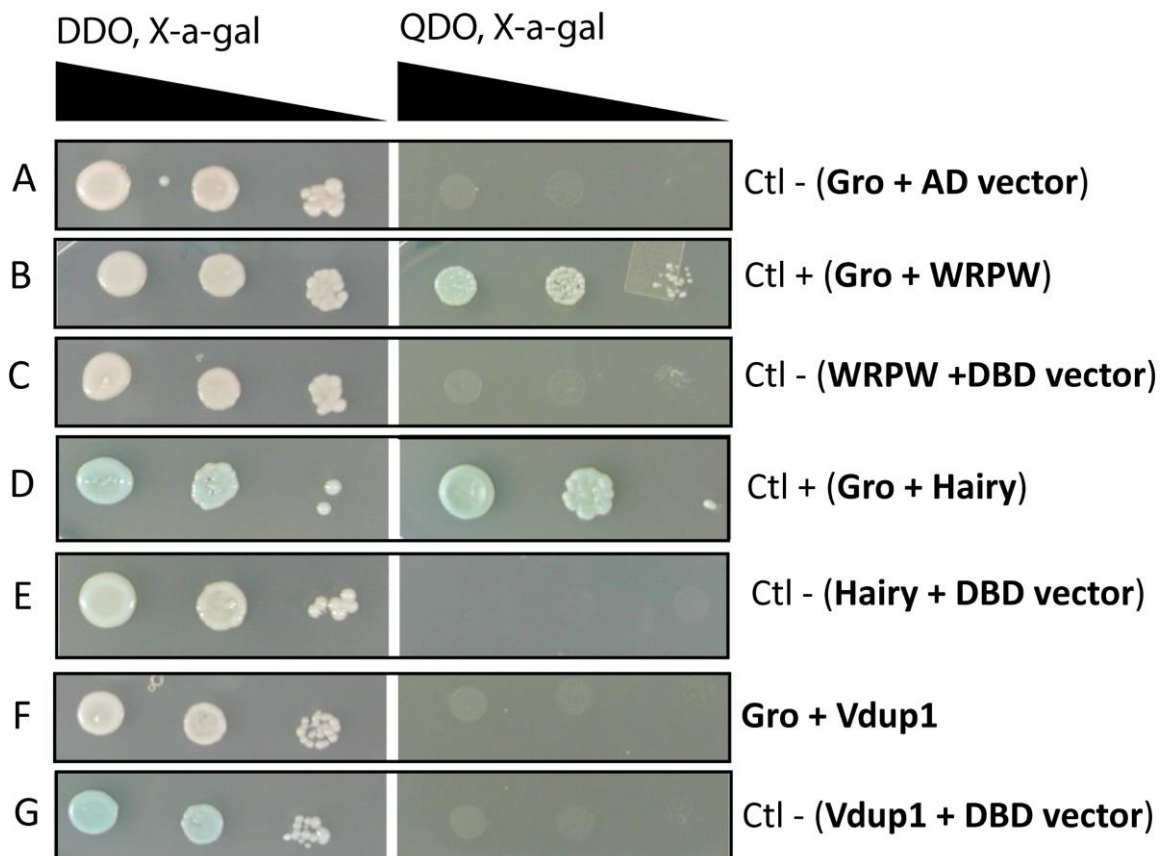 DDO, X-a-gal
QDO, X-a-gal
A
Ctl - (Gro + AD vector)
B
Ctl + (Gro + WRPW)
C
Ctl - (WRPW +DBD vector)
D
Ctl + (Gro + Hairy)
E
Ctl - (Hairy + DBD vector)
F
Gro + Vdup1
G
Ctl - (Vdup1 + DBD vector)